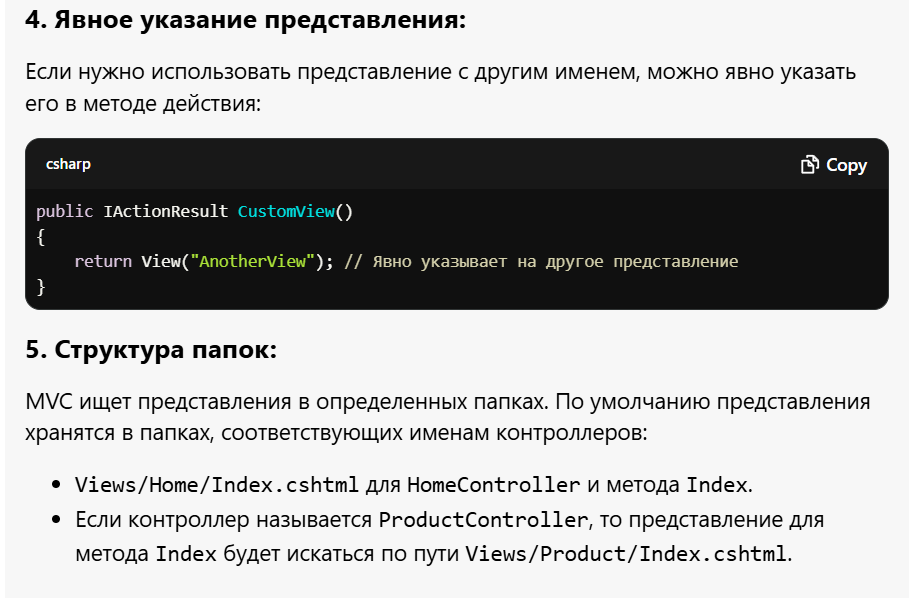 4. Явное указание представления:
Если нужно использовать представление с другим именем, можно явно указать
его в методе действия:
csharp
Copy
public IActionResult CustomView()
{
    return View("AnotherView"); // Явно указывает на другое представление
}
5. Структура папок:
MVC ищет представления в определенных папках. По умолчанию представления
хранятся в папках, соответствующих именам контроллеров:
• Views/Home/Index.cshtml для HomeController и метода Index.
• Если контроллер называется ProductController, то представление для
метода Index будет искаться по пути Views/Product/Index.cshtml.